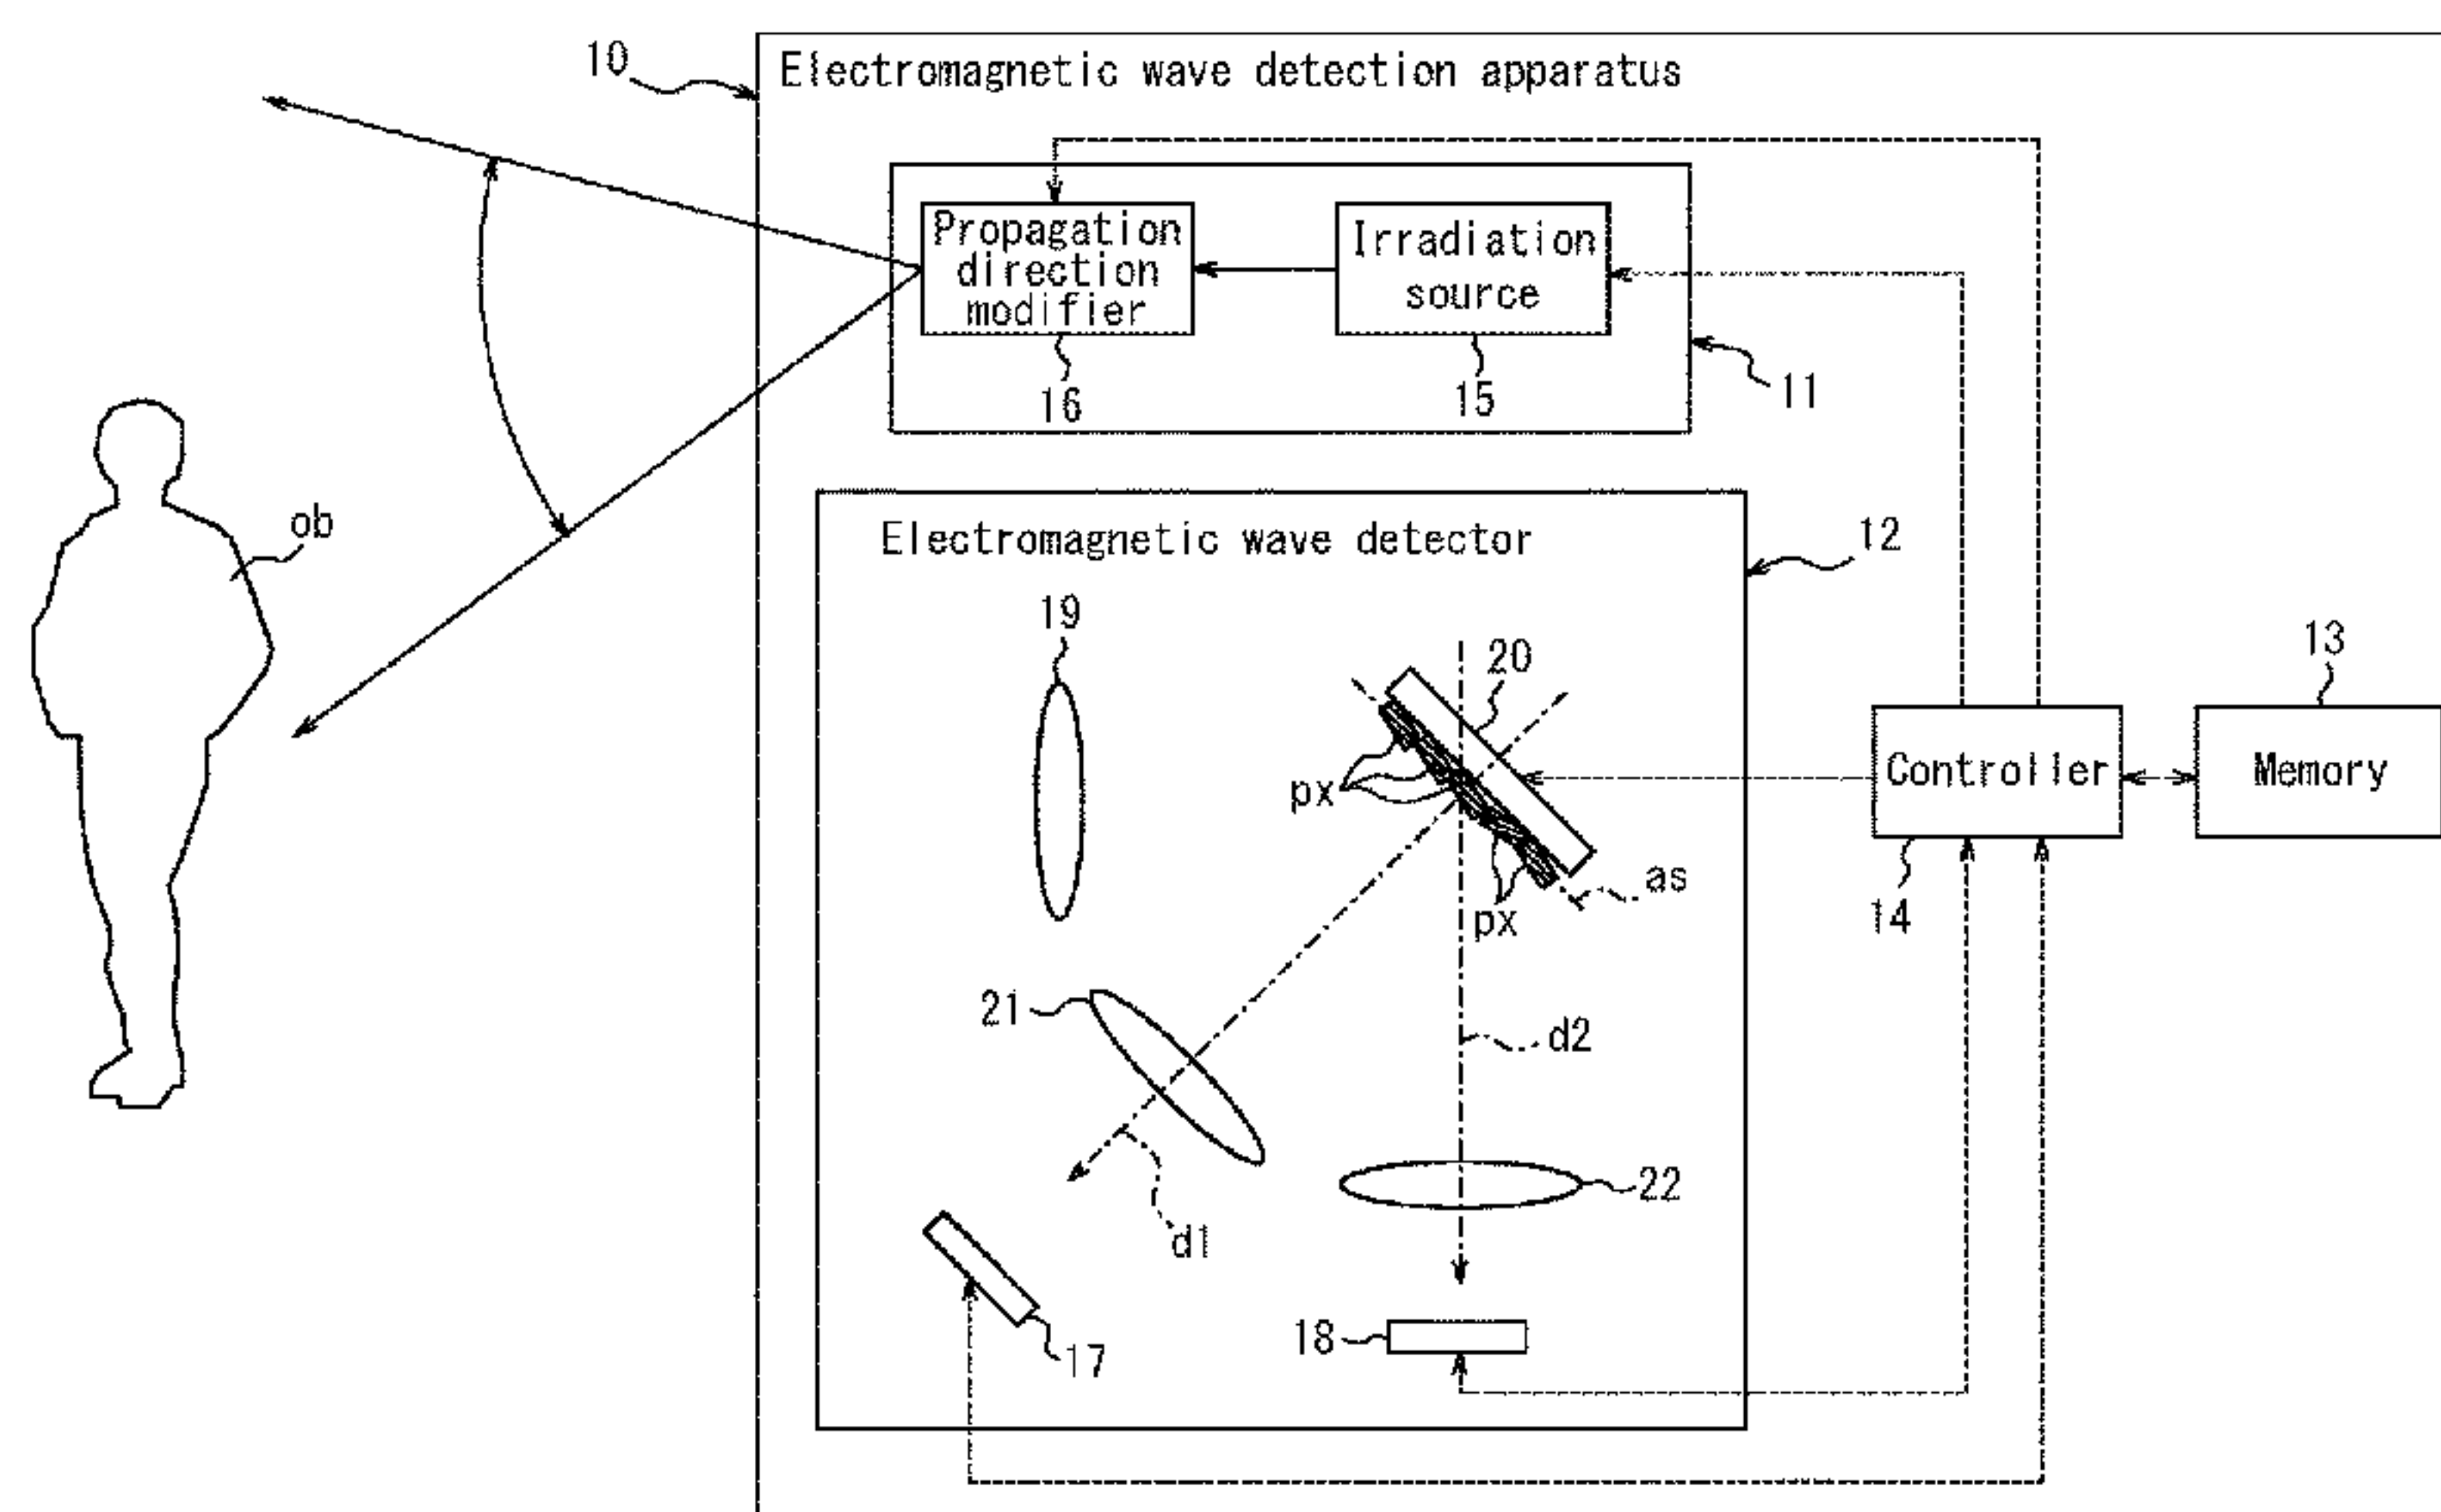 10
Electromagnetic wave detection apparatus
Propagation
direction
modifier
Irradiation
source
16
15
11
ob
Electromagnetic wave detector
12
19
20
13
px
Controller
Memory
as
px
14
21
d2
22
d1
18
17